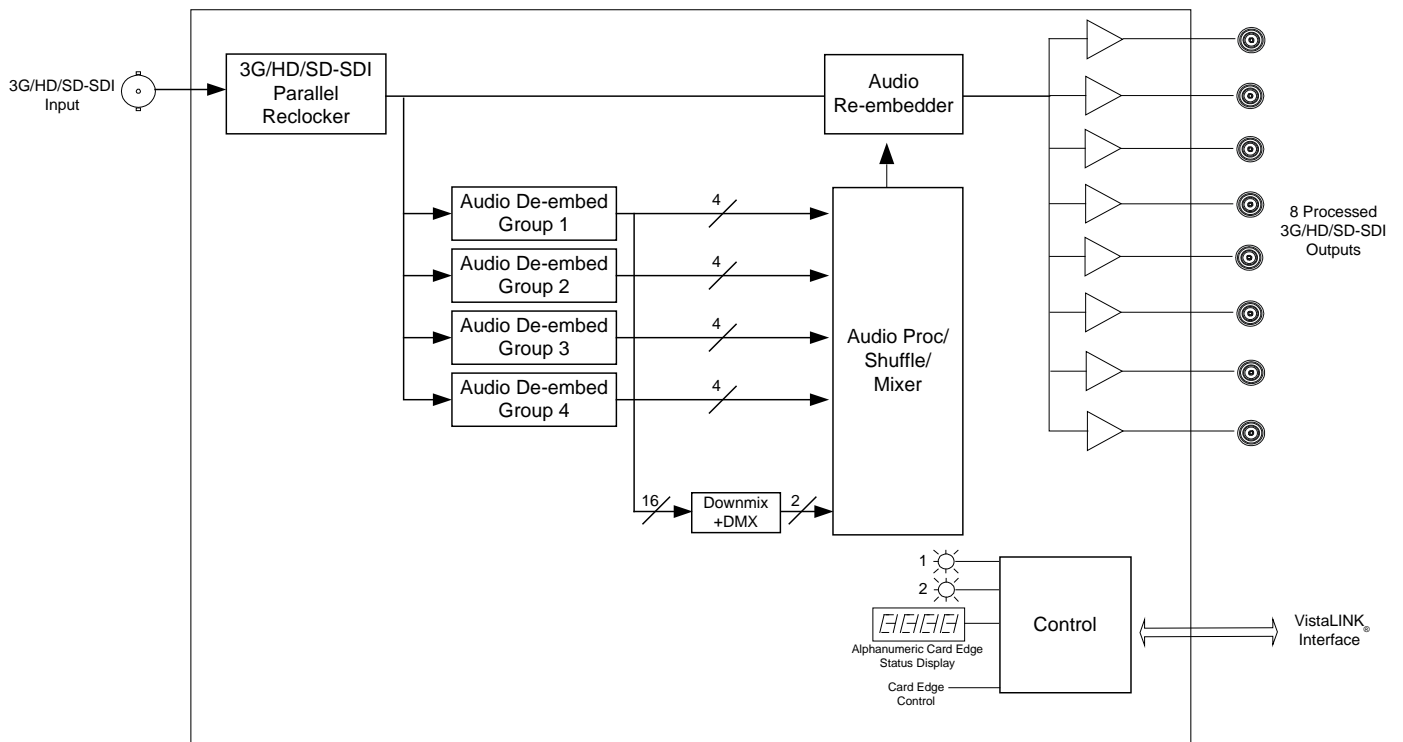 3G/HD/SD-SDI
Input
3G/HD/SD-SDI
Parallel
Reclocker
Audio
Re-embedder
Audio De-embed
Group 1
4
Audio De-embed
Group 2
4
Audio De-embed
Group 3
4
Audio De-embed
Group 4
4
Audio Proc/
Shuffle/
Mixer
8 Processed
3G/HD/SD-SDI
Outputs
16
Downmix
+DMX
2
1
2
Alphanumeric Card Edge
Status Display
Card Edge
Control
Control
VistaLINK®
Interface